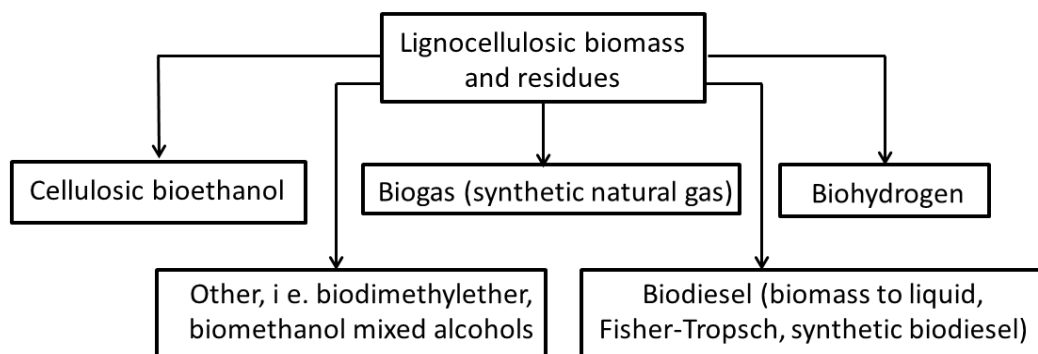 Lignocellulosic biomass
and residues
Cellulosic bioethanol
Biogas (synthetic natural gas)
Biohydrogen
Other, i e. biodimethylether,
biomethanol mixed alcohols
Biodiesel (biomass to liquid,
Fisher-Tropsch, synthetic biodiesel)